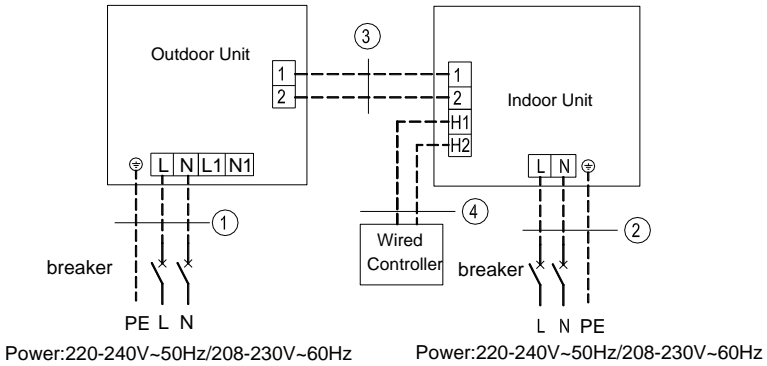 Outdoor Unit
Indoor Unit
3
1
2
1
2
H1
H2
L N L1 N1
L N
1
4
2
Wired
Controller
breaker
breaker
PE L N
L N PE
Power:220-240V~50Hz/208-230V~60Hz
Power:220-240V~50Hz/208-230V~60Hz